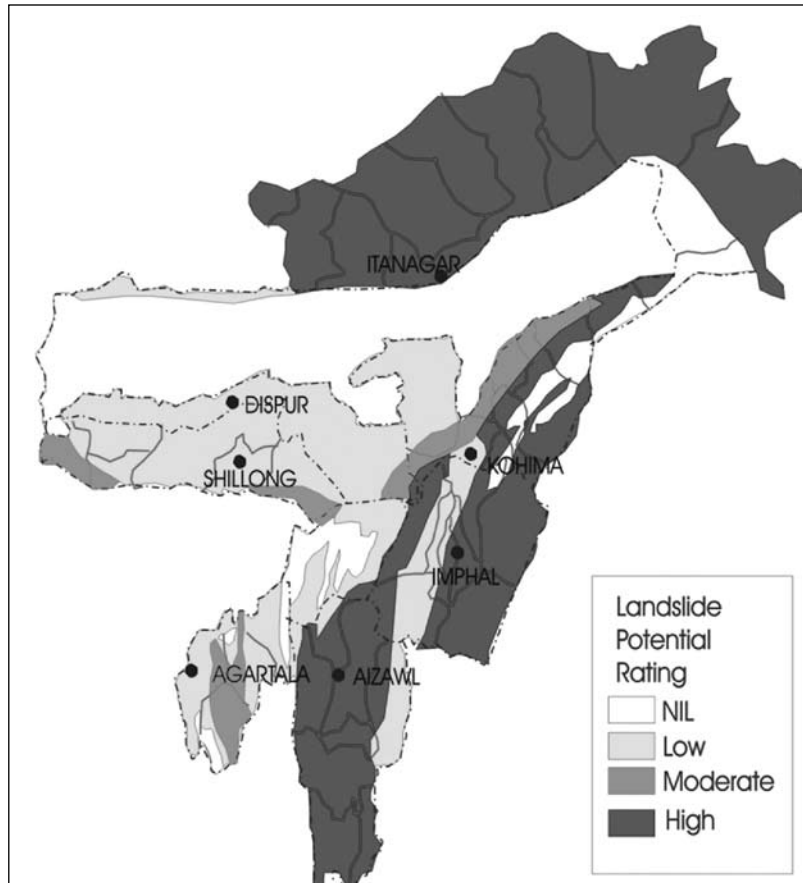 ITANAGAR
DISPUR
SHILLONG
KOHIMA
IMPHAL
AGARTALA
AIZAWL
Landslide
Potential
Rating
NIL
Low
Moderate
High